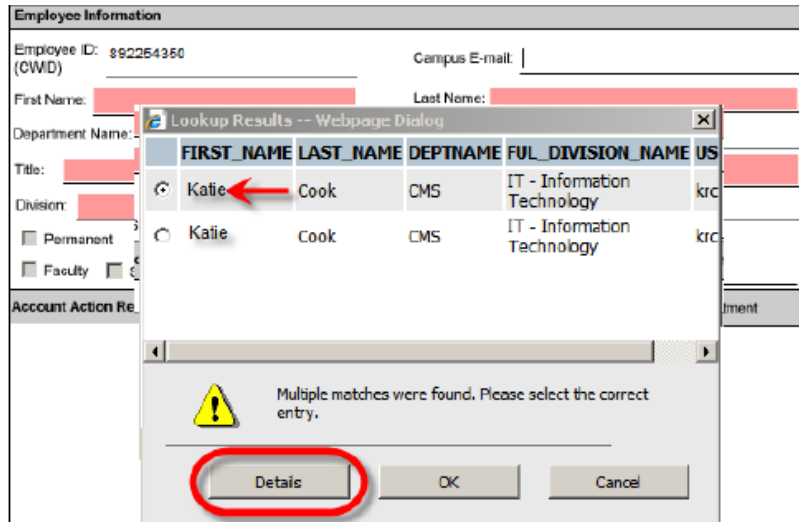 Employee Information
Employee ID: 892254350 Campus E-mail:
(CWID)
First Name: Last Name:
Lookup Results -- Webpage Dialog
Department Name:
FIRST_NAME LAST_NAME DEPTNAME FUL_DIVISION_NAME US
Title:
Katie Cook CMS IT - Information Technology krc
Division:
Katie Cook CMS IT - Information Technology krc
Permanent
Faculty S
Account Action Re tment
Multiple matches were found. Please select the correct
entry.
Details OK Cancel